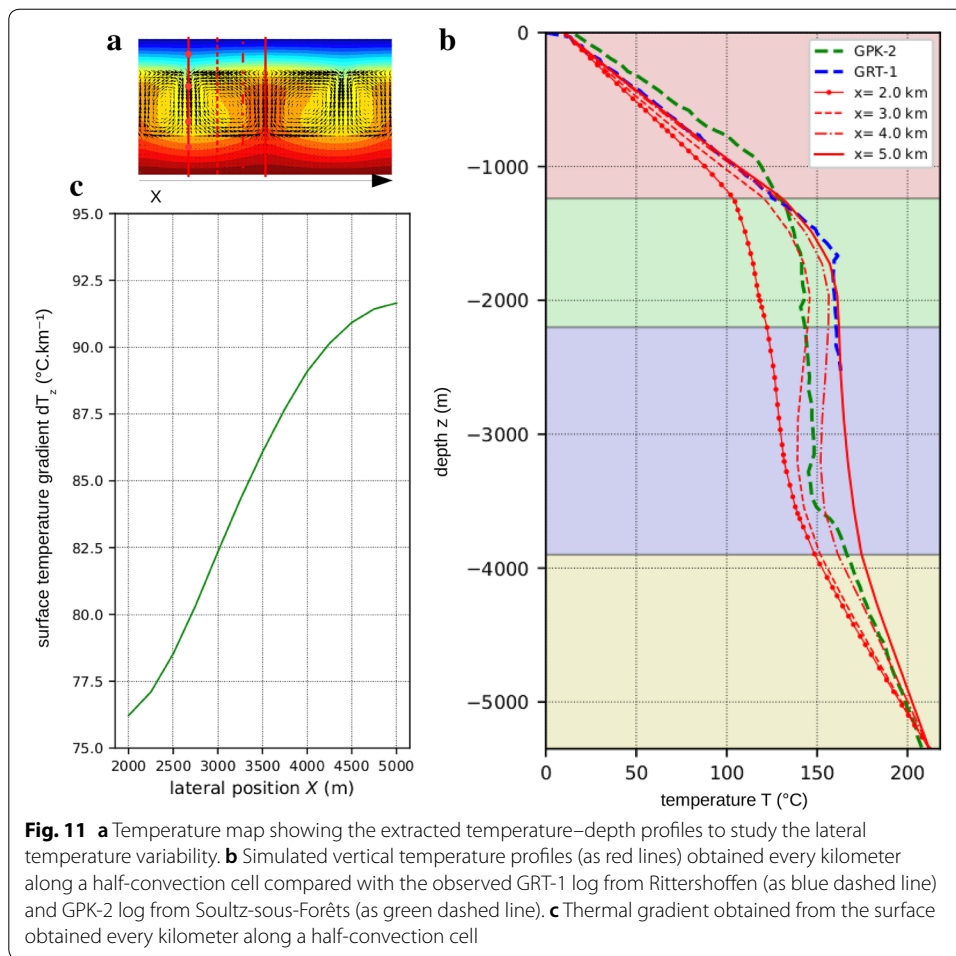 a
X
b
0
−1000
−2000
−3000
−4000
−5000
depth z (m)
0 50 100 150 200
temperature T (°C)
GPK-2
GRT-1
x= 2.0 km
x= 3.0 km
x= 4.0 km
x= 5.0 km
c
95.0
92.5
90.0
87.5
85.0
82.5
80.0
77.5
75.0
surface temperature gradient dT_z (°C.km⁻¹)
2000 2500 3000 3500 4000 4500 5000
lateral position X (m)
Fig. 11 a Temperature map showing the extracted temperature–depth profiles to study the lateral
temperature variability. b Simulated vertical temperature profiles (as red lines) obtained every kilometer
along a half-convection cell compared with the observed GRT-1 log from Rittershoffen (as blue dashed line)
and GPK-2 log from Soultz-sous-Forêts (as green dashed line). c Thermal gradient obtained from the surface
obtained every kilometer along a half-convection cell